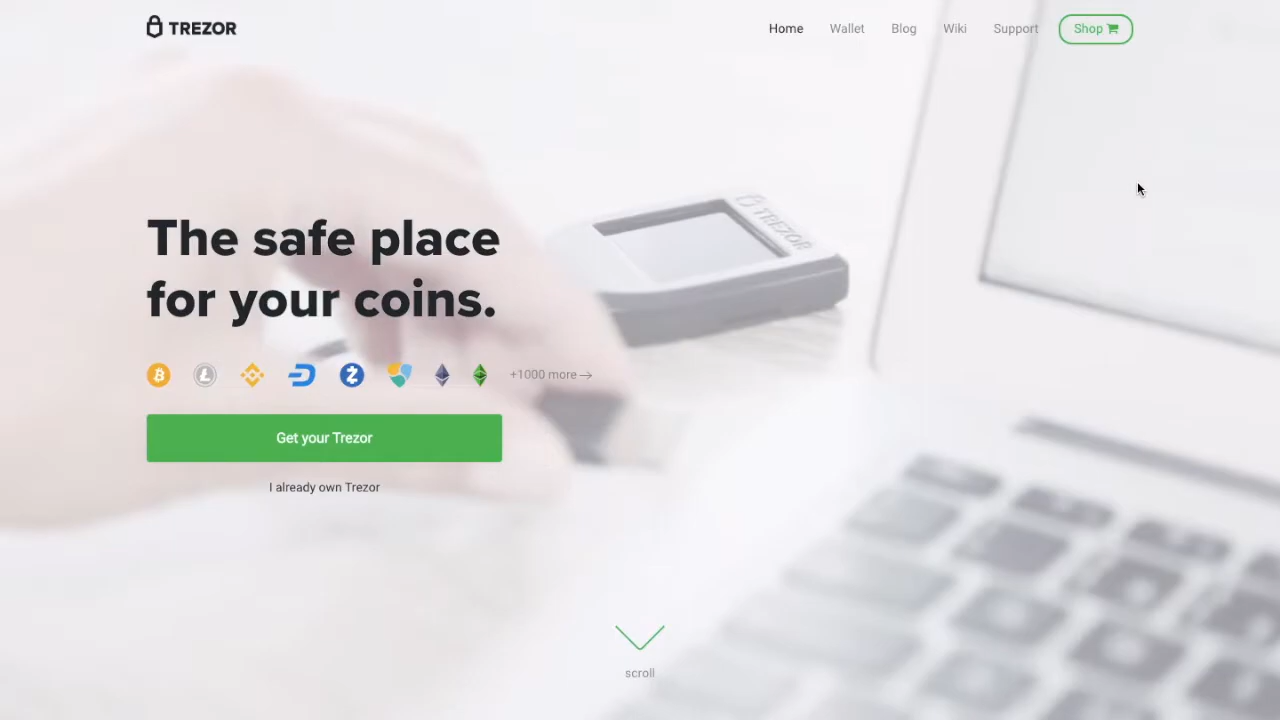 TREZOR
Home Wallet Blog Wiki Support Shop
TREZOR
The safe place
for your coins.
+1000 more
Get your Trezor
I already own Trezor
scroll